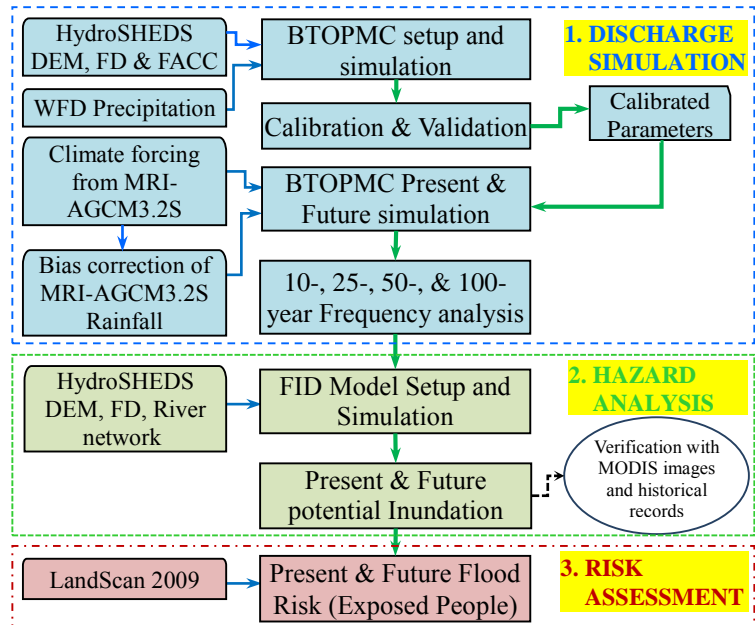 HydroSHEDS
DEM, FD & FACC
BTOPMC setup and
simulation
1. DISCHARGE
SIMULATION
WFD Precipitation
Calibration & Validation
Calibrated
Parameters
Climate forcing
from MRI-
AGCM3.2S
BTOPMC Present &
Future simulation
Bias correction of
MRI-AGCM3.2S
Rainfall
10-, 25-, 50-, & 100-
year Frequency analysis
HydroSHEDS
DEM, FD, River
network
FID Model Setup and
Simulation
2. HAZARD
ANALYSIS
Present & Future
potential Inundation
Verification with
MODIS images
and historical
records
LandScan 2009
Present & Future Flood
Risk (Exposed People)
3. RISK
ASSESSMENT